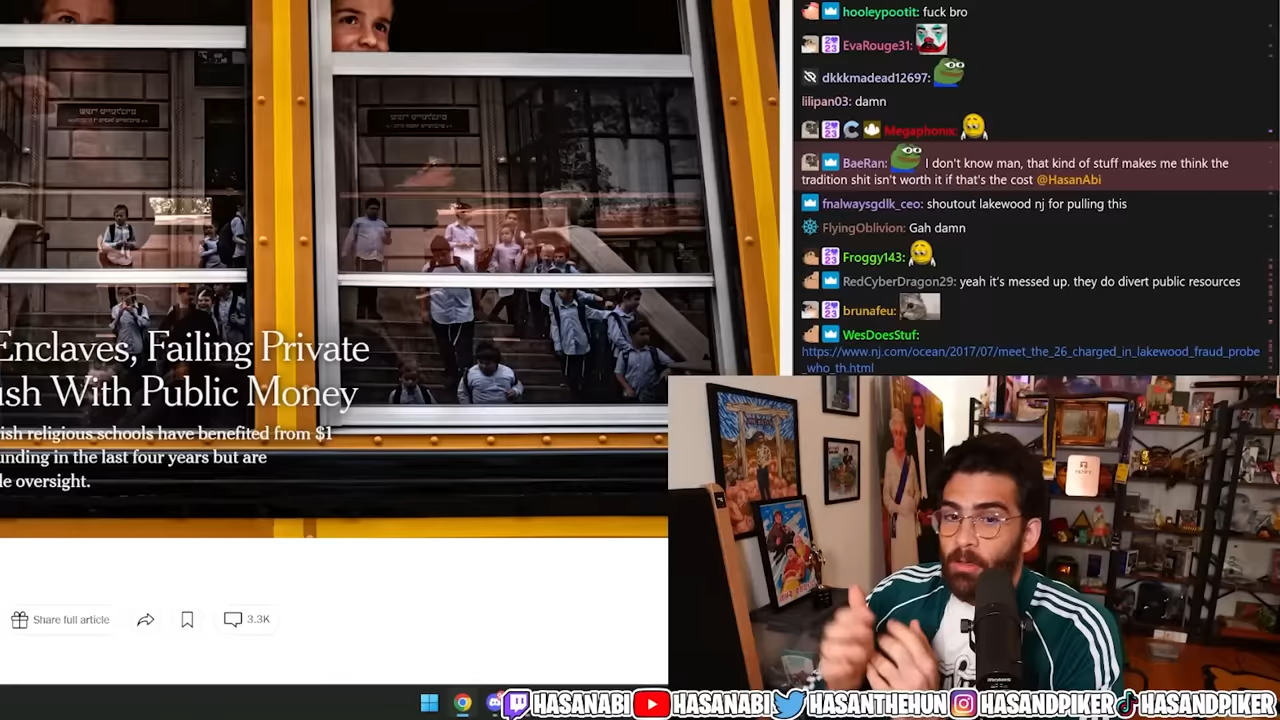 hooleypootit: fuck bro
EvaRouge31:
dkkkmadead12697:
lilipan03: damn
Megaphonix:
BaeRan: I don't know man, that kind of stuff makes me think the
tradition shit isn't worth it if that's the cost @HasanAbi
fnalwaysgdlk_ceo: shoutout lakewood nj for pulling this
FlyingOblivion: Gah damn
Froggy143:
RedCyberDragon29: yeah it's messed up. they do divert public resources
brunafeu:
WesDoesStuf:
https://www.nj.com/ocean/2017/07/meet_the_26_charged_in_lakewood_fraud_probe
_who_th.html
Enclaves, Failing Private
ush With Public Money
ish religious schools have benefited from $1
unding in the last four years but are
le oversight.
Share full article
3.3K
HASANABI HASANABI HASANTHEHUN HASANDPIKER HASANDPIKER